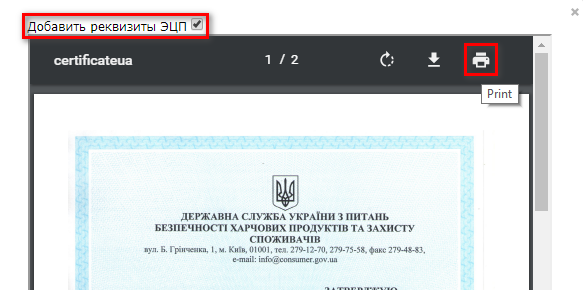 Добавить реквизиты ЭЦП
certificateua 1 / 2
Print
ДЕРЖАВНА СЛУЖБА УКРАЇНИ З ПИТАНЬ
БЕЗПЕЧНОСТІ ХАРЧОВИХ ПРОДУКТІВ ТА ЗАХИСТУ
СПОЖИВАЧІВ
вул. Б. Грінченка, 1, м. Київ, 01001, тел. 279-12-70, 279-75-58, факс 279-48-83,
e-mail: info@consumer.gov.ua
ЗАТВЕРДЖУЮ